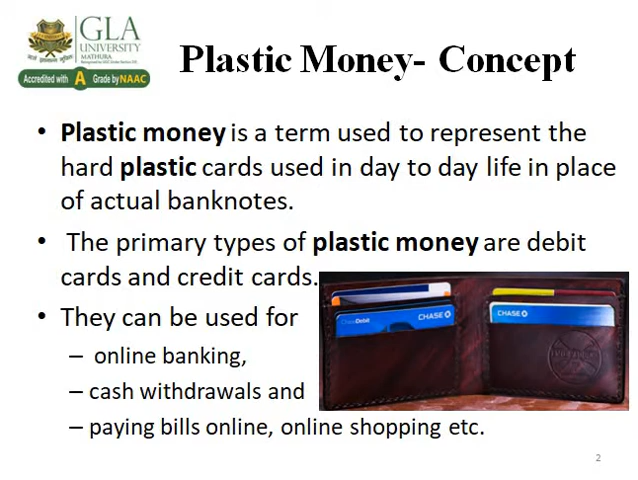 GLA
UNIVERSITY
MATHURA
Accredited with A Grade by NAAC
Plastic Money- Concept
• Plastic money is a term used to represent the
hard plastic cards used in day to day life in place
of actual banknotes.
• The primary types of plastic money are debit
cards and credit cards.
• They can be used for
– online banking,
– cash withdrawals and
– paying bills online, online shopping etc.
Chase Debit CHASE
CHASE
2